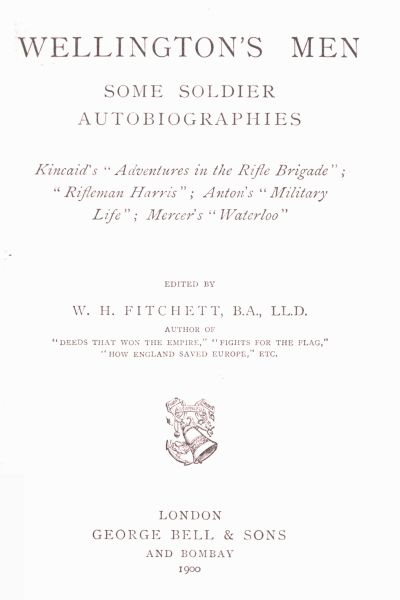 WELLINGTON'S MEN
SOME SOLDIER
AUTOBIOGRAPHIES
Kincaid's "Adventures in the Rifle Brigade";
"Rifleman Harris"; Anton's "Military
Life"; Mercer's "Waterloo"
EDITED BY
W. H. FITCHETT, B.A., LL.D.
AUTHOR OF
"DEEDS THAT WON THE EMPIRE," "FIGHTS FOR THE FLAG,"
"HOW ENGLAND SAVED EUROPE," ETC.
LONDON
GEORGE BELL & SONS
AND BOMBAY
1900